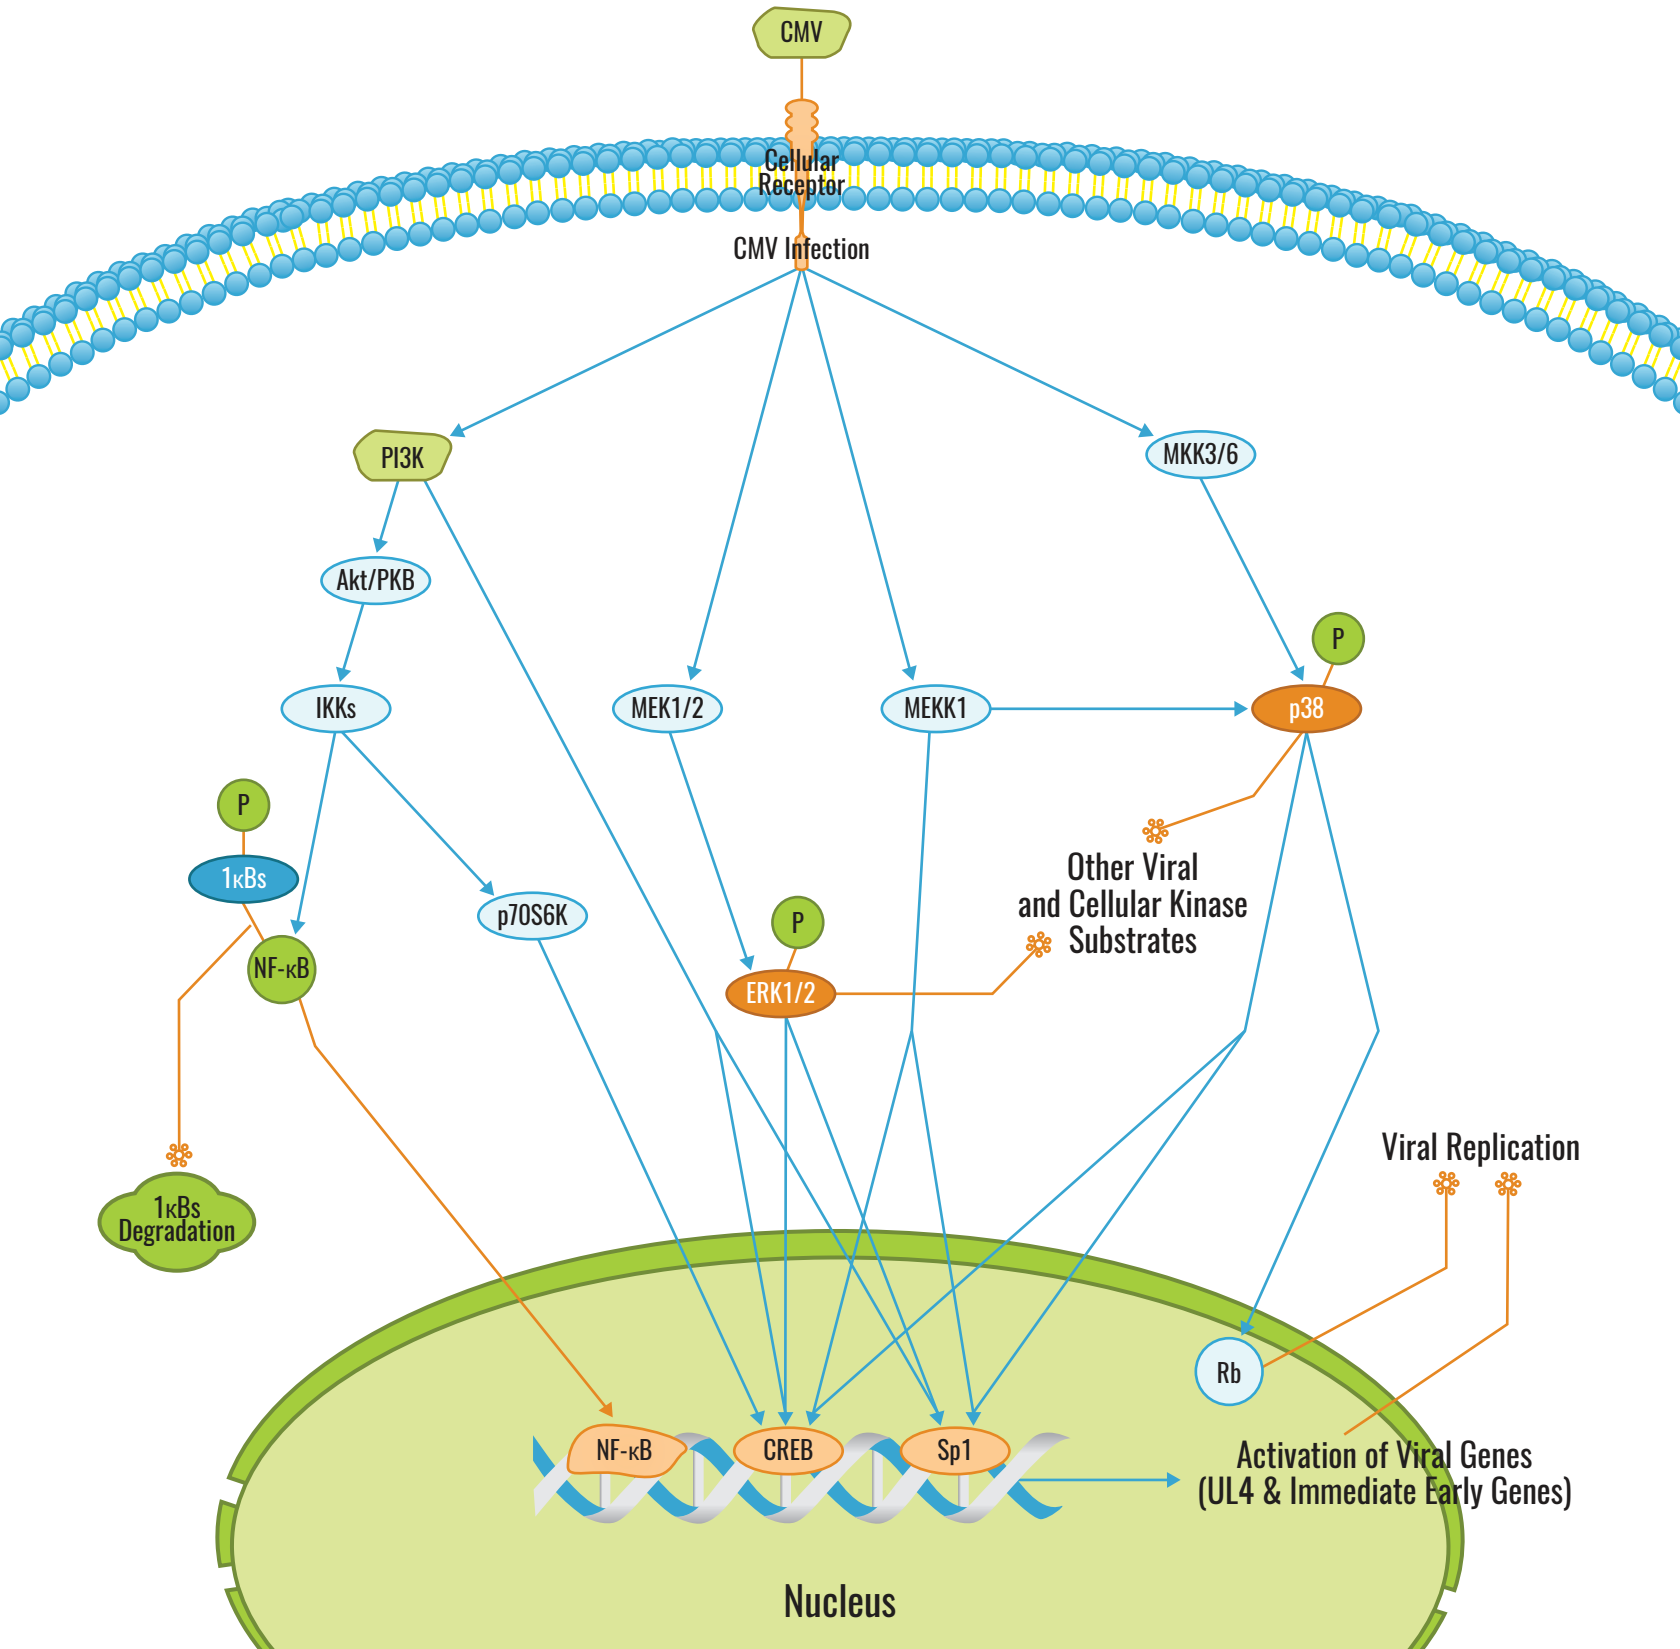 CMV
Cellular
Receptor
CMV Infection
PI3K
MKK3/6
Akt/PKB
P
IKKs
MEK1/2
MEKK1
p38
P
1κBs
Other Viral
and Cellular Kinase
Substrates
p70S6K
P
NF-κB
ERK1/2
Viral Replication
1κBs
Degradation
Rb
NF-κB
CREB
Sp1
Activation of Viral Genes
(UL4 & Immediate Early Genes)
Nucleus